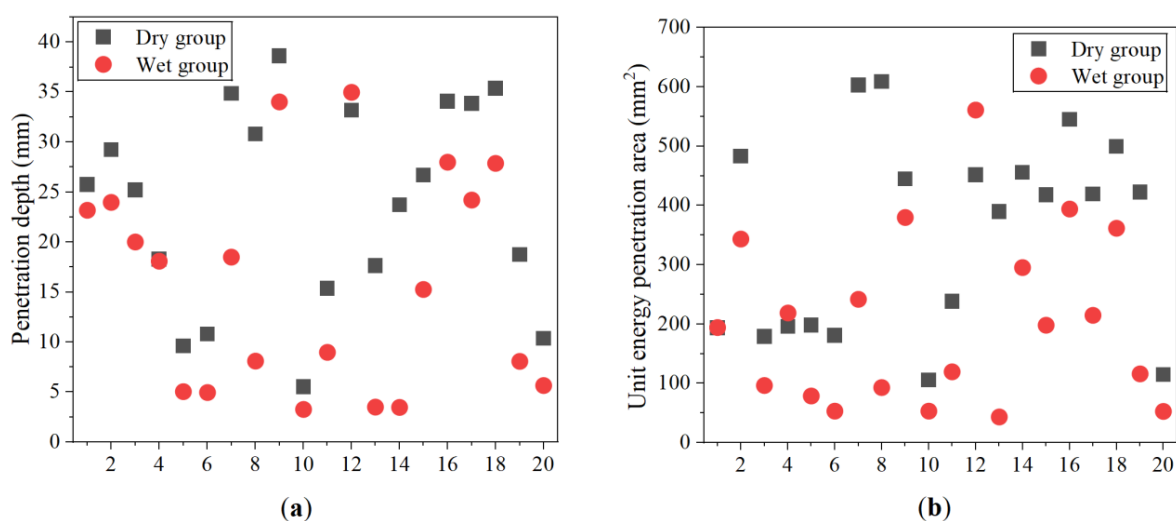 Dry group
Wet group
40
35
30
25
20
15
10
5
0
Penetration depth (mm)
2 4 6 8 10 12 14 16 18 20
(a)
700
600
500
400
300
200
100
0
Unit energy penetration area (mm²)
Dry group
Wet group
2 4 6 8 10 12 14 16 18 20
(b)